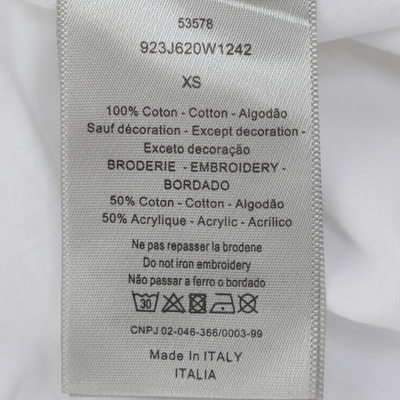 53578
923J620W1242
XS
100% Coton - Cotton - Algodão
Sauf décoration - Except decoration -
Exceto decoração
BRODERIE - EMBROIDERY -
BORDADO
50% Coton - Cotton - Algodão
50% Acrylique - Acrylic - Acrilico
Ne pas repasser la brodene
Do not iron embroidery
Não passar a ferro o bordado
30
CNPJ 02-046-366/0003-99
Made In ITALY
ITALIA